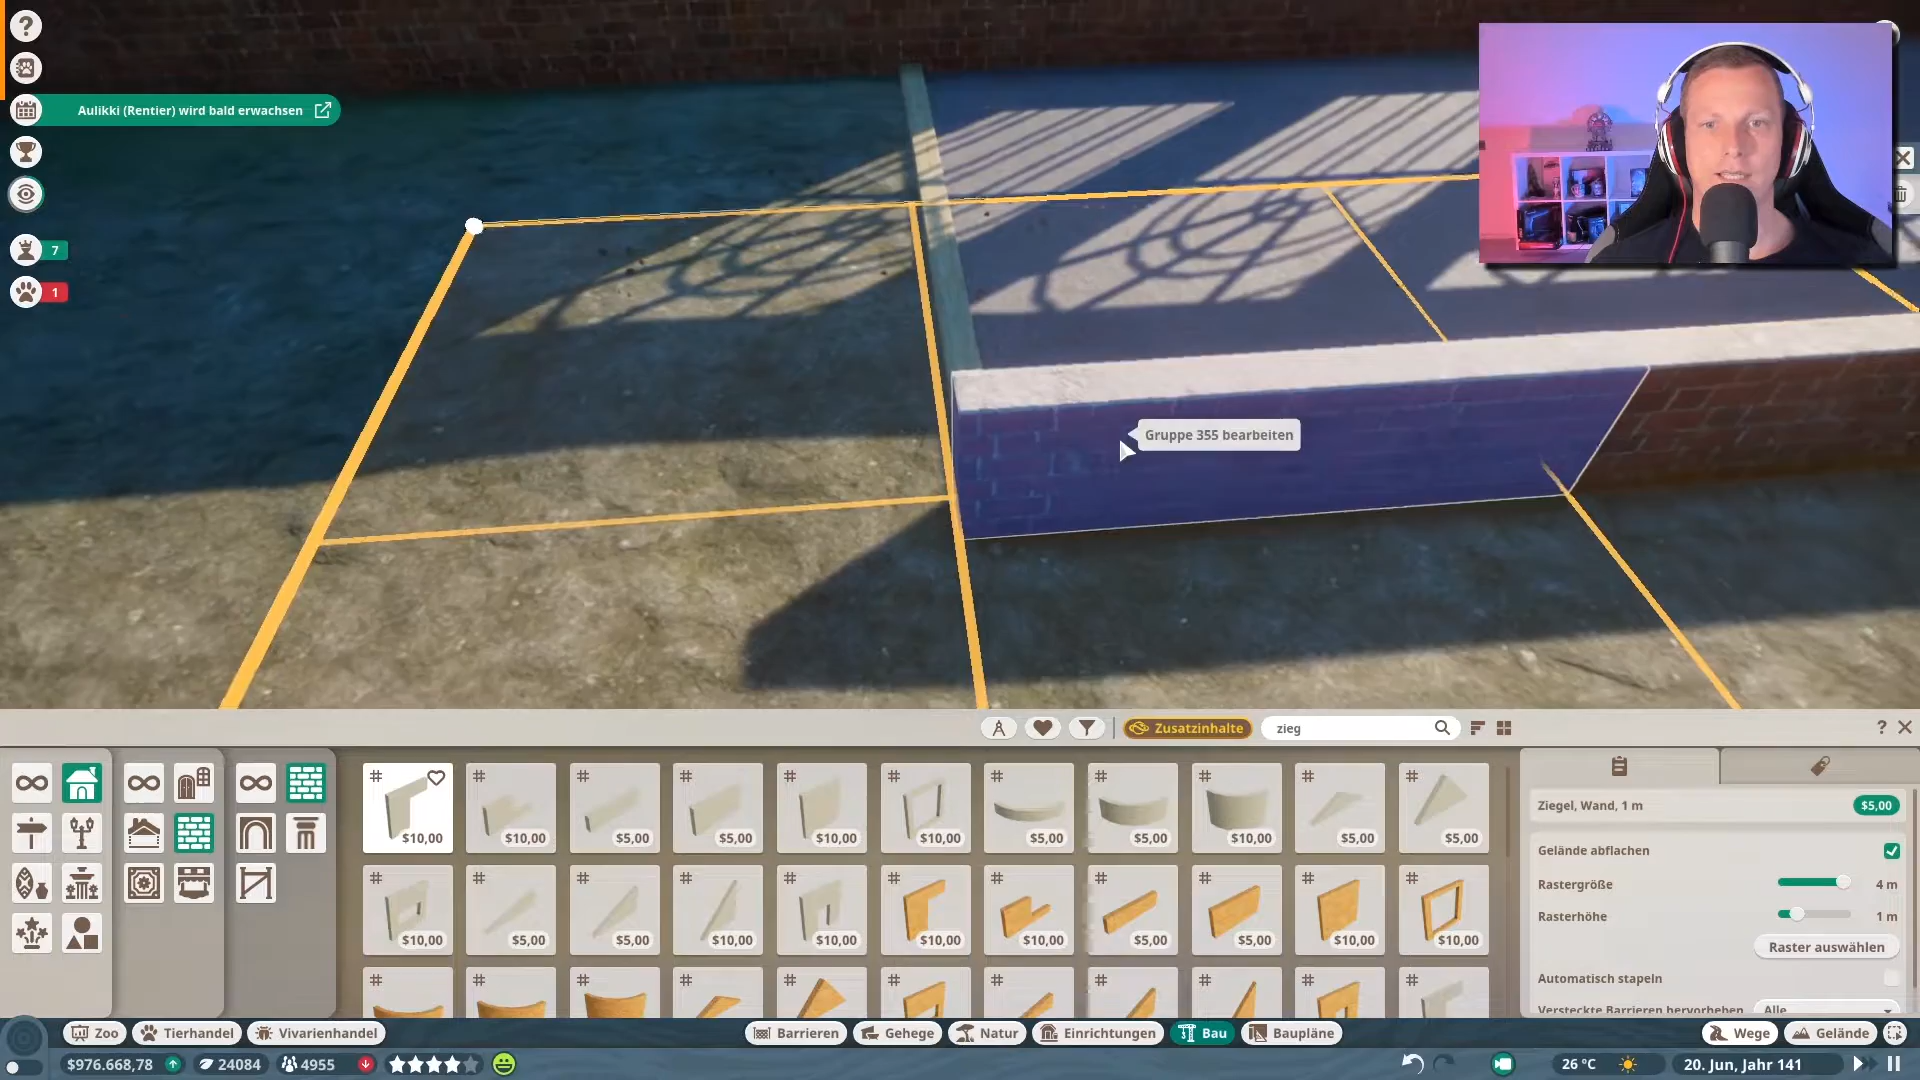 ?
Aulikki (Rentier) wird bald erwachsen
7
1
Gruppe 355 bearbeiten
Zusatzinhalte
zieg
?
$10,00 $10,00 $5,00 $5,00 $10,00 $10,00 $5,00 $5,00 $10,00 $5,00 $5,00
$10,00 $5,00 $5,00 $10,00 $10,00 $10,00 $10,00 $5,00 $5,00 $10,00 $10,00
Ziegel, Wand, 1 m $5,00
Gelände abflachen
Rastergröße 4 m
Rasterhöhe 1 m
Raster auswählen
Automatisch stapeln
Versteckte Barrieren hervorheben Alle
Zoo Tierhandel Vivarienhandel Barrieren Gehege Natur Einrichtungen Bau Baupläne Wege Gelände
$976.668,78 24084 4955 26 °C 20. Jun, Jahr 141